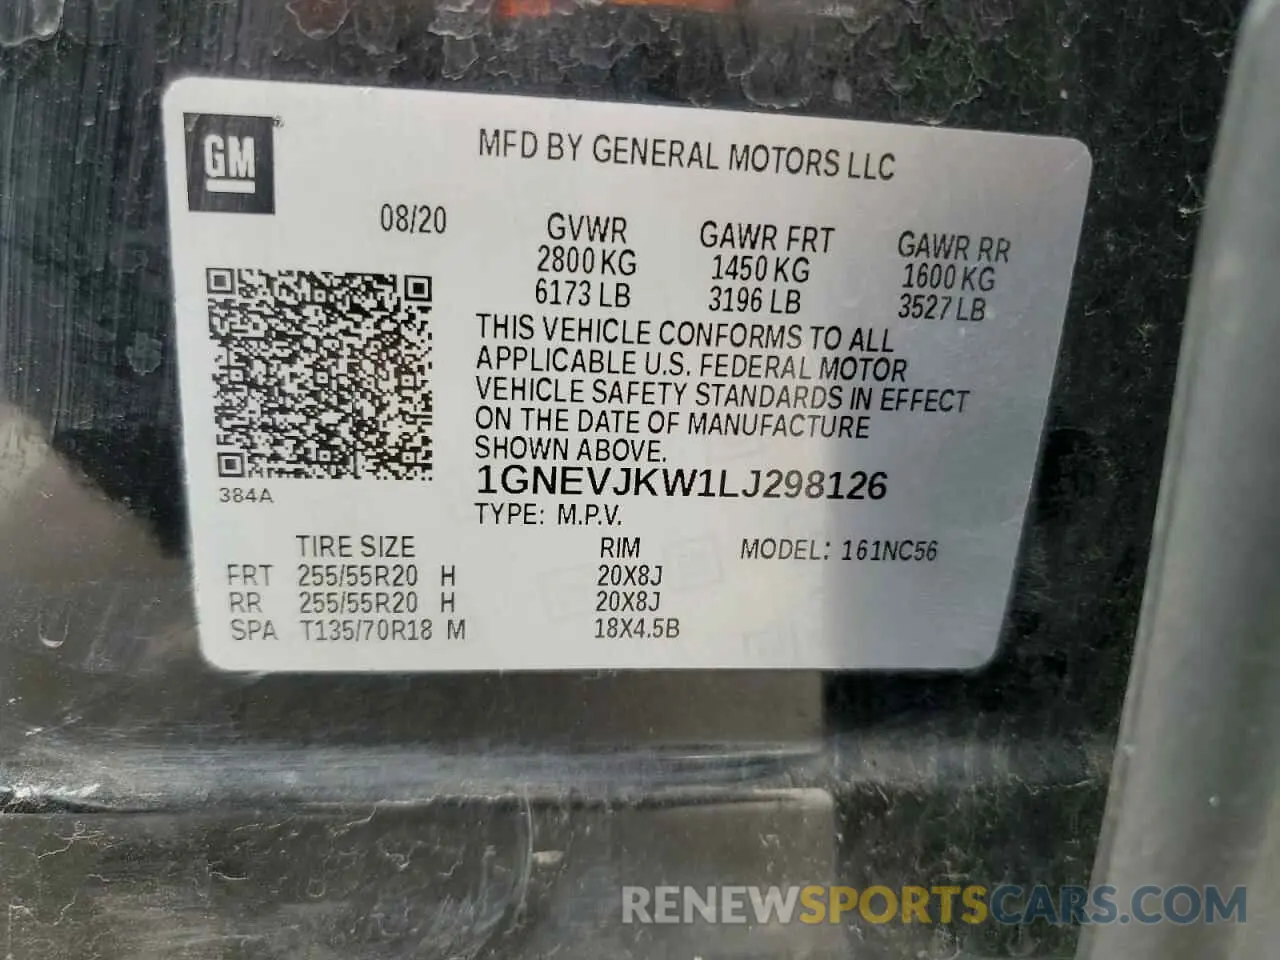 GM
MFD BY GENERAL MOTORS LLC
08/20
GVWR GAWR FRT GAWR RR
2800 KG 1450 KG 1600 KG
6173 LB 3196 LB 3527 LB
THIS VEHICLE CONFORMS TO ALL
APPLICABLE U.S. FEDERAL MOTOR
VEHICLE SAFETY STANDARDS IN EFFECT
ON THE DATE OF MANUFACTURE
SHOWN ABOVE.
1GNEVJKW1LJ298126
384A
TYPE: M.P.V.
TIRE SIZE RIM MODEL: 161NC56
FRT 255/55R20 H 20X8J
RR 255/55R20 H 20X8J
SPA T135/70R18 M 18X4.5B
RENEWSPORTSCARS.COM